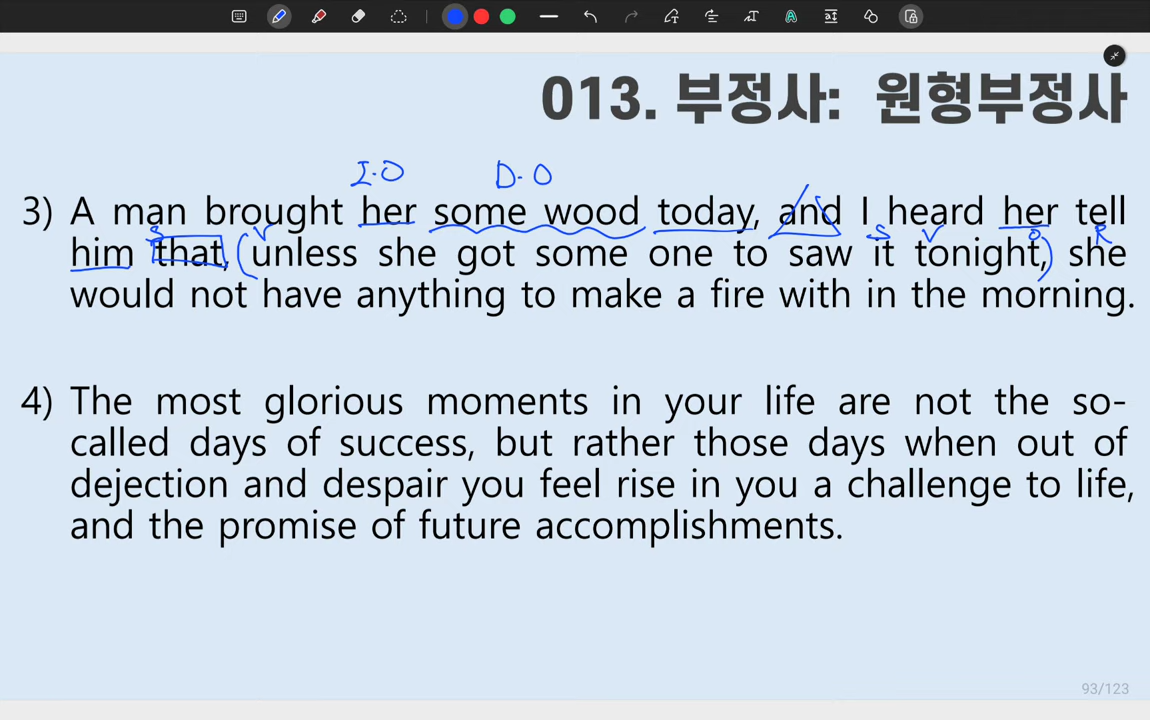 013. 부정사: 원형부정사
I.O D.O
3) A man brought her some wood today, and I heard her tell
S V S V O R
him that, unless she got some one to saw it tonight, she
would not have anything to make a fire with in the morning.
4) The most glorious moments in your life are not the so-
called days of success, but rather those days when out of
dejection and despair you feel rise in you a challenge to life,
and the promise of future accomplishments.
93/123